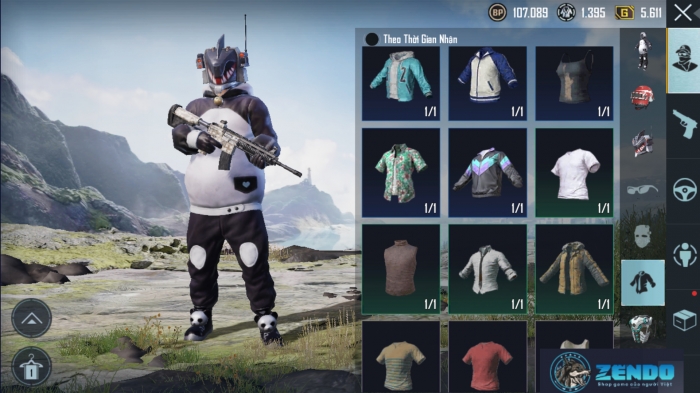 BP 107.089 1.395 G 5.611
Theo Thời Gian Nhận
1/1 1/1 1/1
Z
1/1 1/1 1/1
1/1 1/1 1/1
ZENDO
Shop game của người Việt